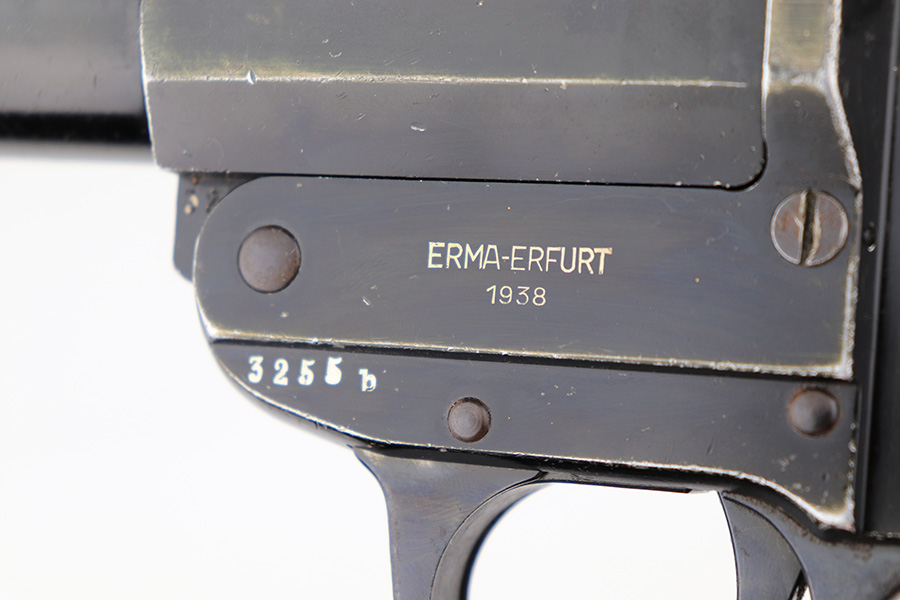 ERMA-ERFURT
1938
3255 b